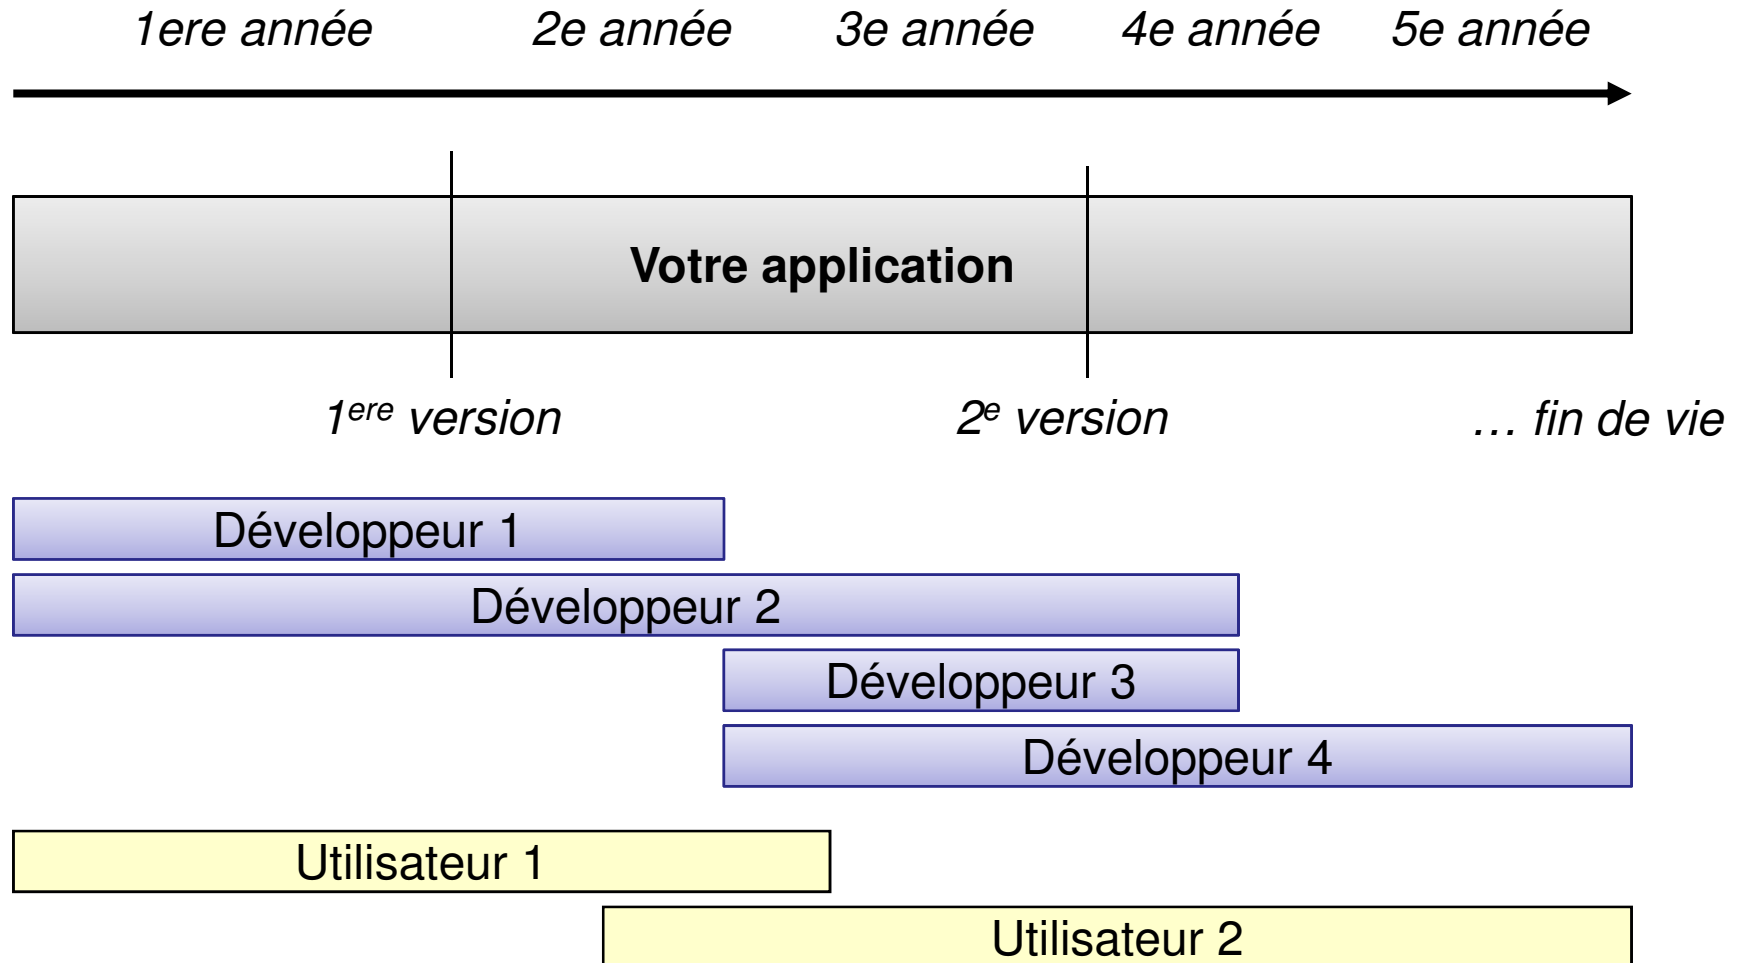 1ere année 2e année 3e année 4e année 5e année
Votre application
1ere version 2e version … fin de vie
Développeur 1
Développeur 2
Développeur 3
Développeur 4
Utilisateur 1
Utilisateur 2